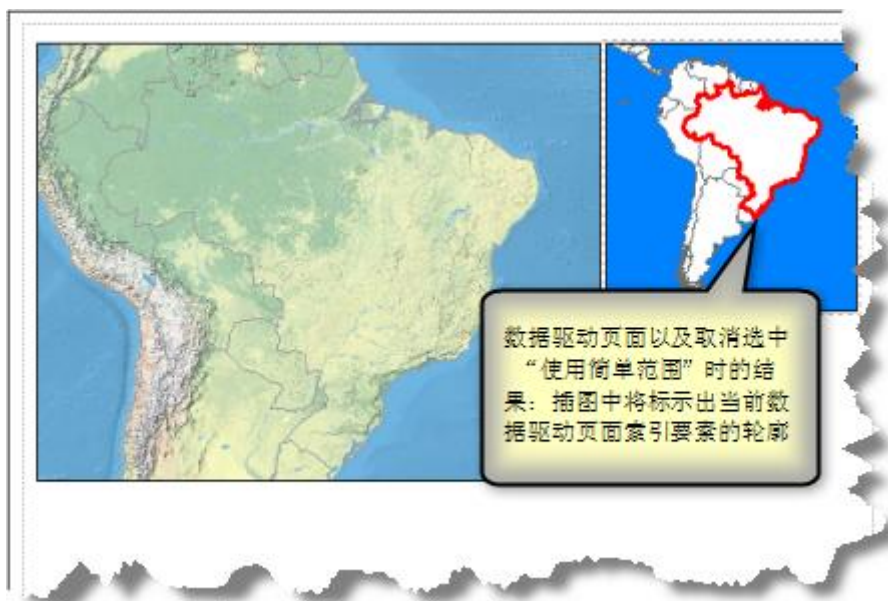 数据驱动页面以及取消选中
“使用简单范围”时的结
果：插图中将标示出当前数
据驱动页面索引要素的轮廓